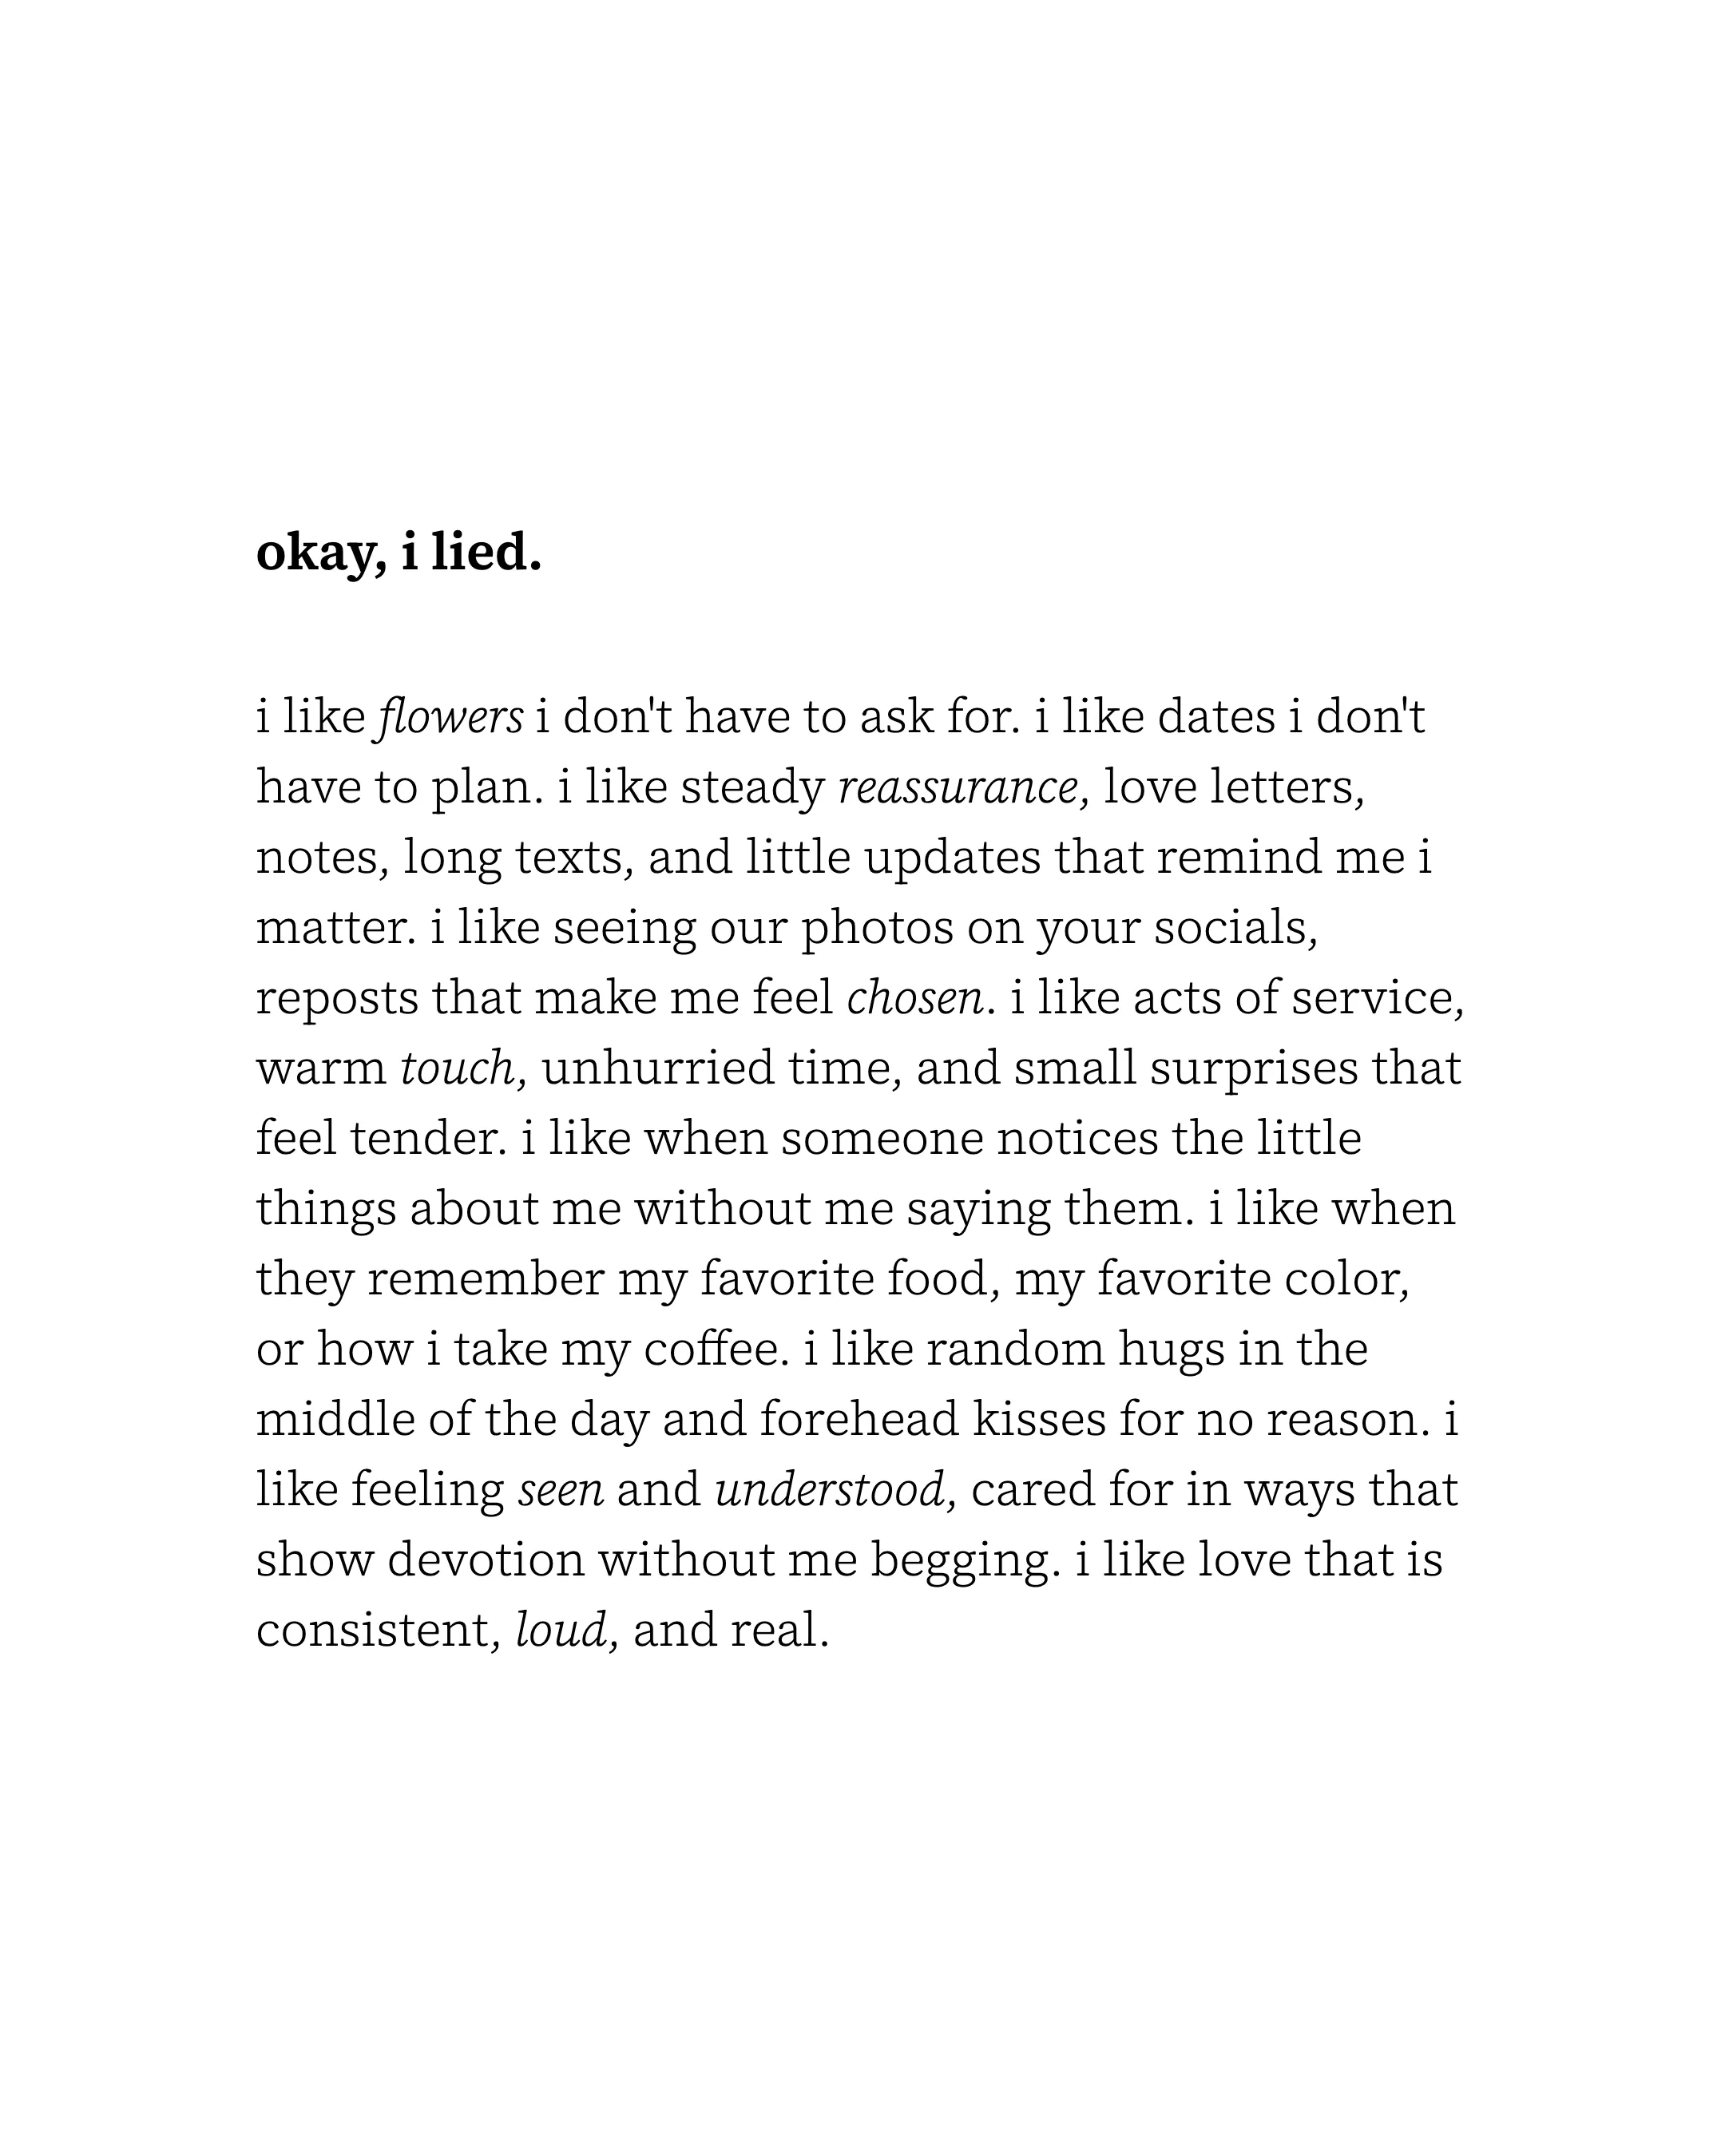 okay, i lied.
i like flowers i don't have to ask for. i like dates i don't
have to plan. i like steady reassurance, love letters,
notes, long texts, and little updates that remind me i
matter. i like seeing our photos on your socials,
reposts that make me feel chosen. i like acts of service,
warm touch, unhurried time, and small surprises that
feel tender. i like when someone notices the little
things about me without me saying them. i like when
they remember my favorite food, my favorite color,
or how i take my coffee. i like random hugs in the
middle of the day and forehead kisses for no reason. i
like feeling seen and understood, cared for in ways that
show devotion without me begging. i like love that is
consistent, loud, and real.